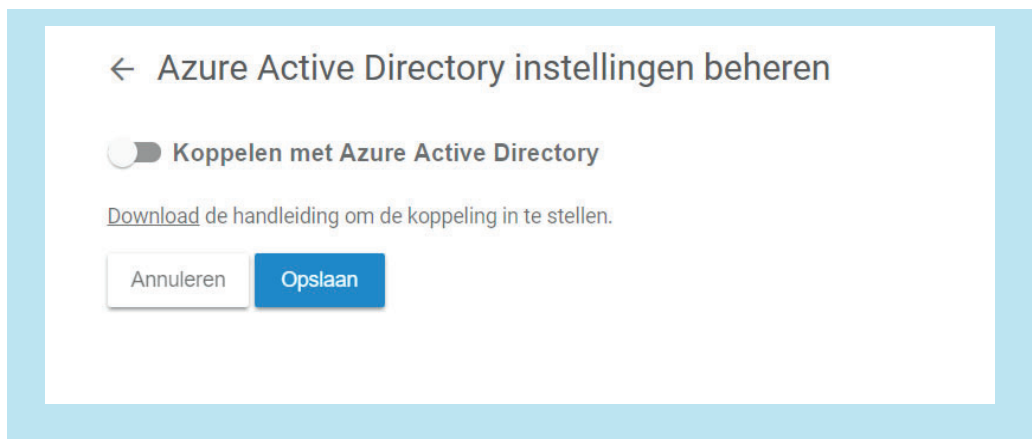 Azure Active Directory instellingen beheren
Koppelen met Azure Active Directory
Download de handleiding om de koppeling in te stellen.
Annuleren Opslaan